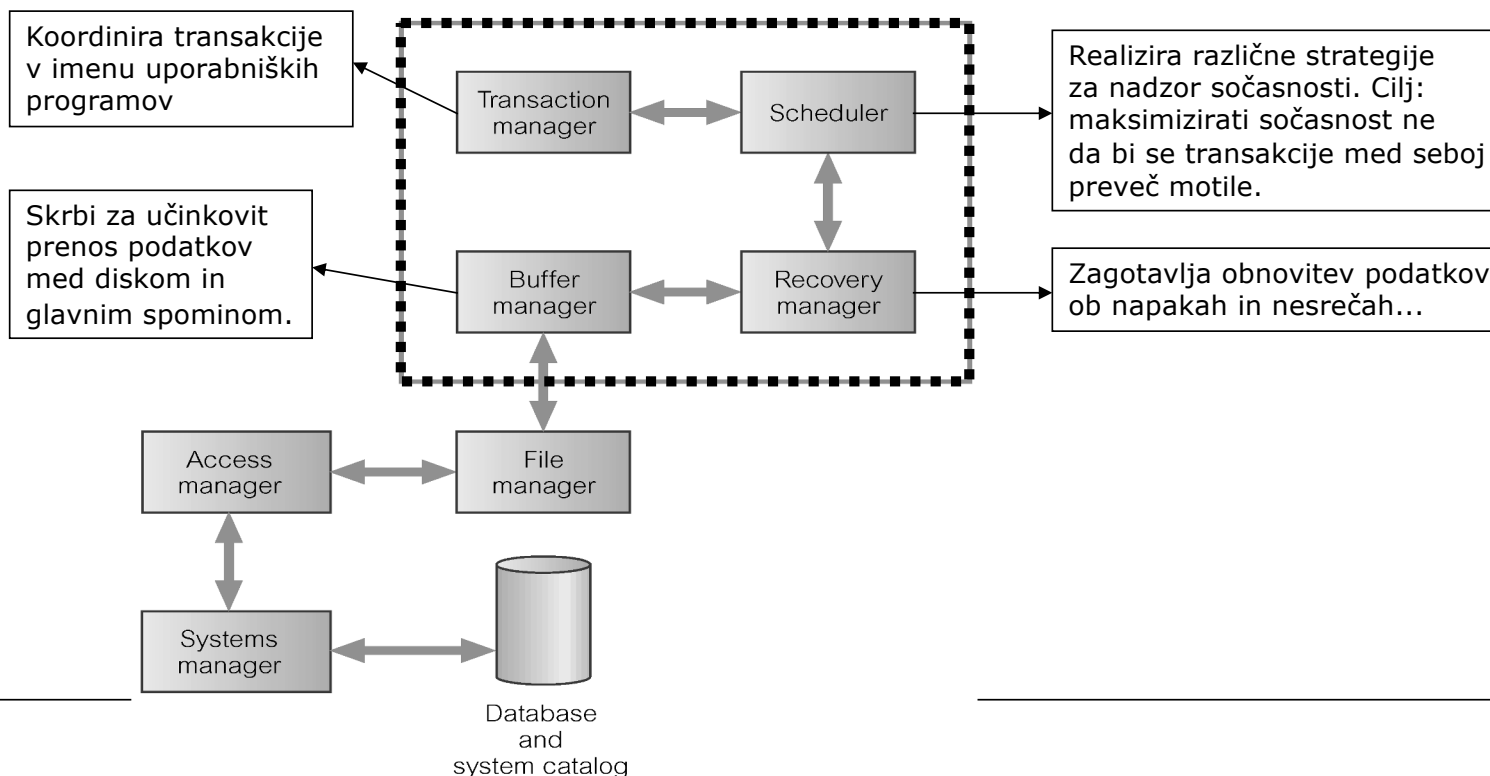 Koordinira transakcije
v imenu uporabniških
programov
Transaction
manager
Scheduler
Realizira različne strategije
za nadzor sočasnosti. Cilj:
maksimizirati sočasnost ne
da bi se transakcije med seboj
preveč motile.
Skrbi za učinkovit
prenos podatkov
med diskom in
glavnim spominom.
Buffer
manager
Recovery
manager
Zagotavlja obnovitev podatkov
ob napakah in nesrečah...
Access
manager
File
manager
Systems
manager
Database
and
system catalog